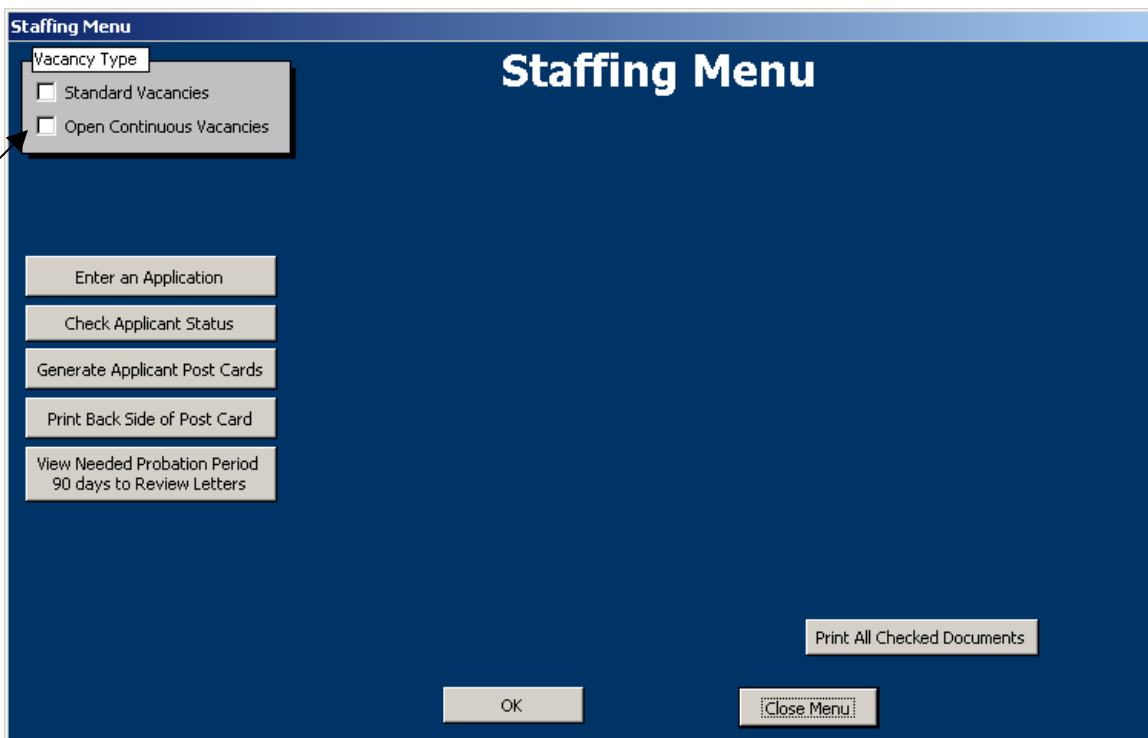 Staffing Menu
Vacancy Type
Standard Vacancies
Open Continuous Vacancies
Staffing Menu
Enter an Application
Check Applicant Status
Generate Applicant Post Cards
Print Back Side of Post Card
View Needed Probation Period
90 days to Review Letters
Print All Checked Documents
OK
Close Menu